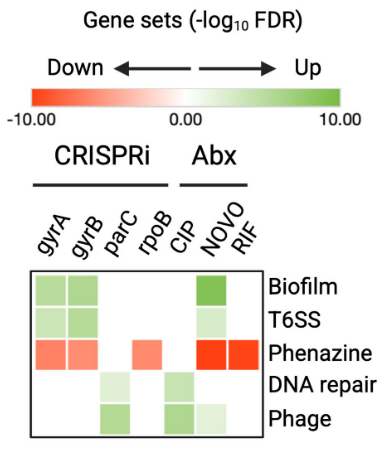 Gene sets (-log₁₀ FDR)
Down Up
-10.00 0.00 10.00
CRISPRi Abx
gyrA gyrB parC rpoB CIP NOVO RIF
Biofilm
T6SS
Phenazine
DNA repair
Phage